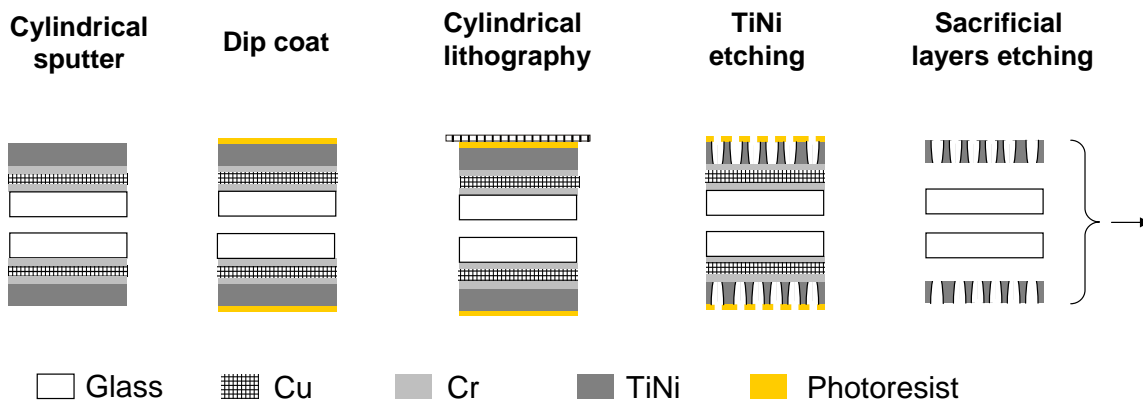 Cylindrical
sputter
Dip coat
Cylindrical
lithography
TiNi
etching
Sacrificial
layers etching
Glass
Cu
Cr
TiNi
Photoresist